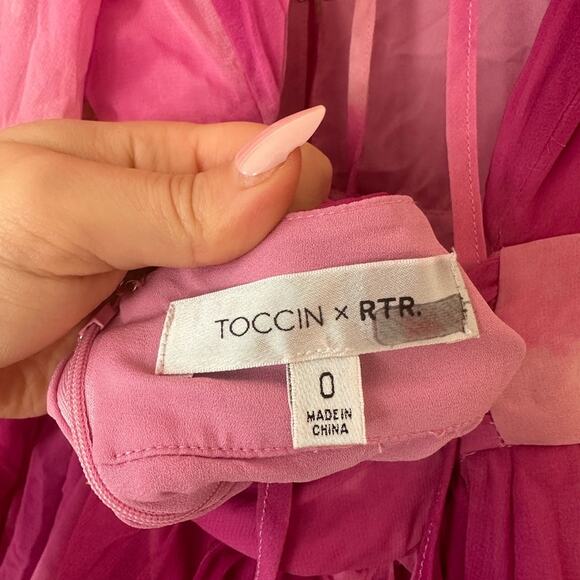 TOCCIN × RTR.
0
MADE IN
CHINA